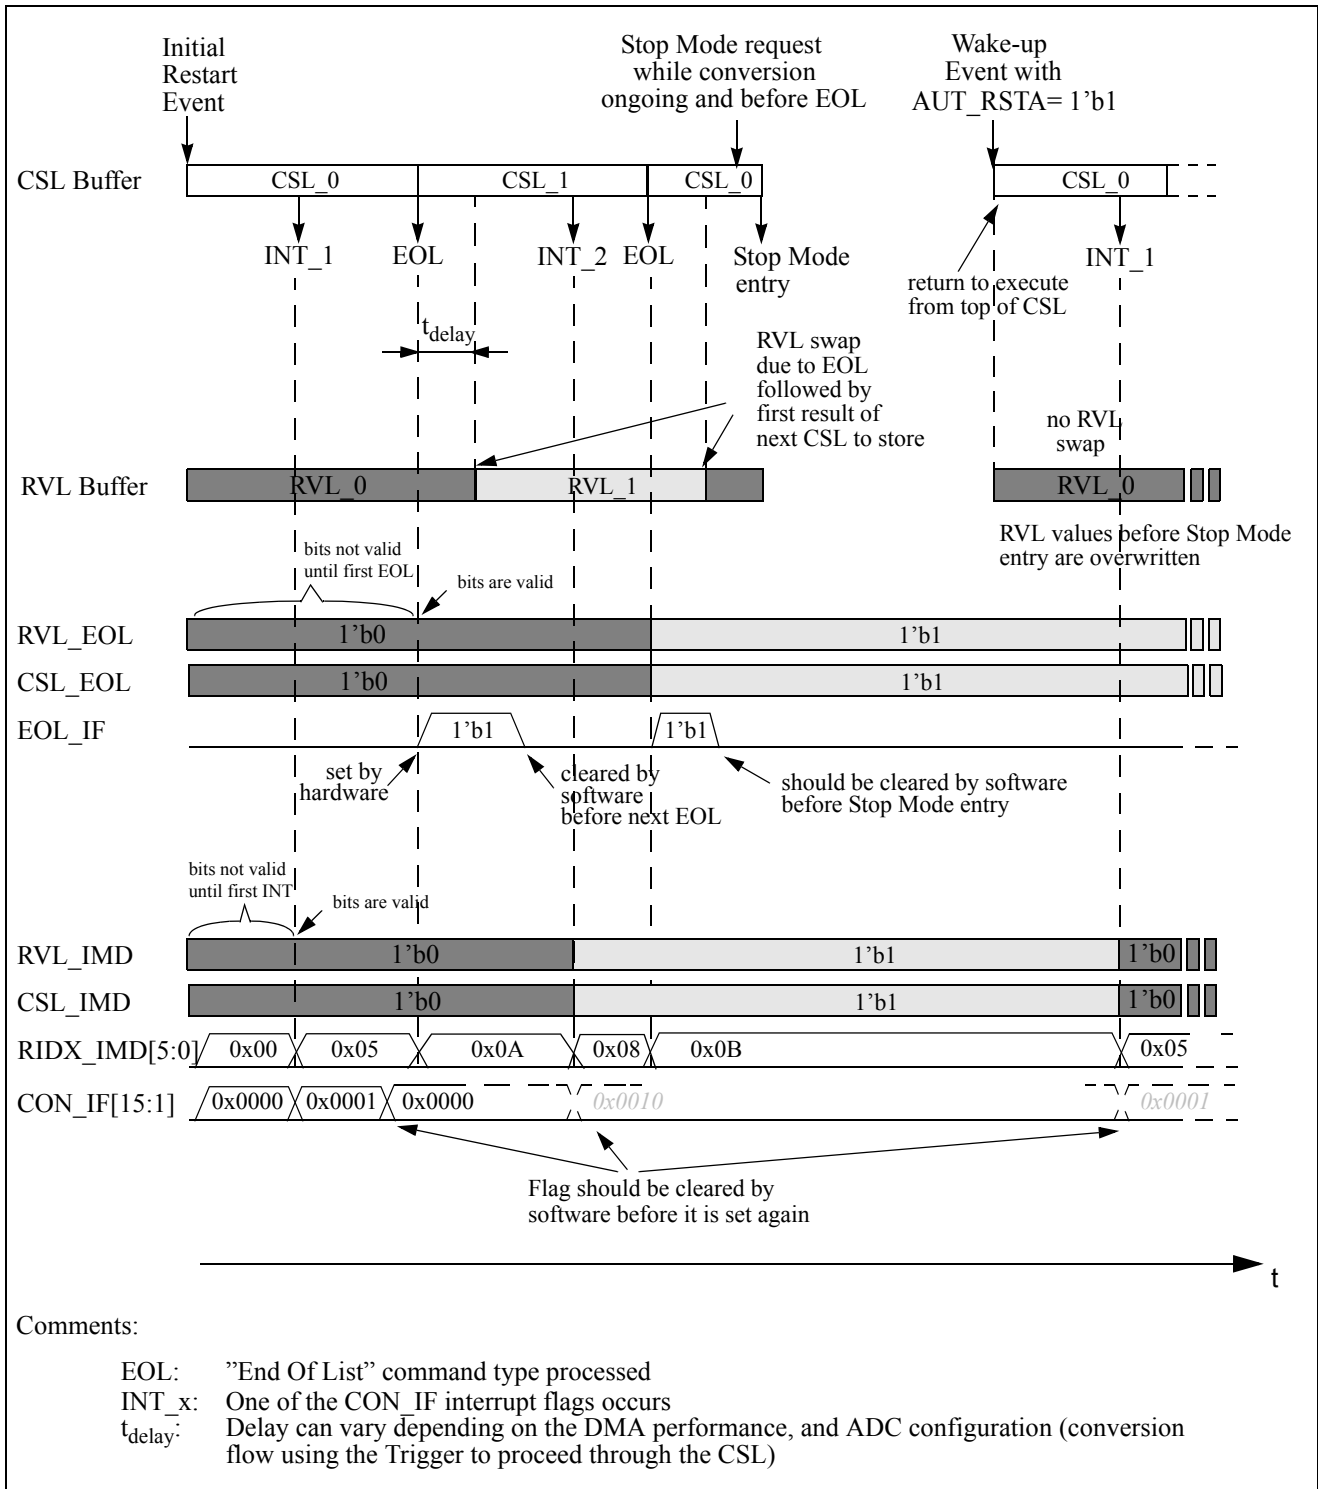 Initial
Restart
Event
Stop Mode request
while conversion
ongoing and before EOL
Wake-up
Event with
AUT_RSTA= 1’b1
CSL Buffer
CSL_0
CSL_1
CSL_0
CSL_0
INT_1
EOL
INT_2
EOL
Stop Mode
entry
INT_1
return to execute
from top of CSL
tdelay
RVL swap
due to EOL
followed by
first result of
next CSL to store
no RVL
swap
RVL Buffer
RVL_0
RVL_1
RVL_0
RVL values before Stop Mode
entry are overwritten
bits not valid
until first EOL
bits are valid
RVL_EOL
1’b0
1’b1
CSL_EOL
1’b0
1’b1
EOL_IF
1’b1
1’b1
set by
hardware
cleared by
software
before next EOL
should be cleared by software
before Stop Mode entry
bits not valid
until first INT
bits are valid
RVL_IMD
1’b0
1’b1
1’b0
CSL_IMD
1’b0
1’b1
1’b0
RIDX_IMD[5:0]
0x00
0x05
0x0A
0x08
0x0B
0x05
CON_IF[15:1]
0x0000
0x0001
0x0000
0x0010
0x0001
Flag should be cleared by
software before it is set again
t
Comments:
EOL: ”End Of List” command type processed
INT_x: One of the CON_IF interrupt flags occurs
tdelay: Delay can vary depending on the DMA performance, and ADC configuration (conversion
flow using the Trigger to proceed through the CSL)